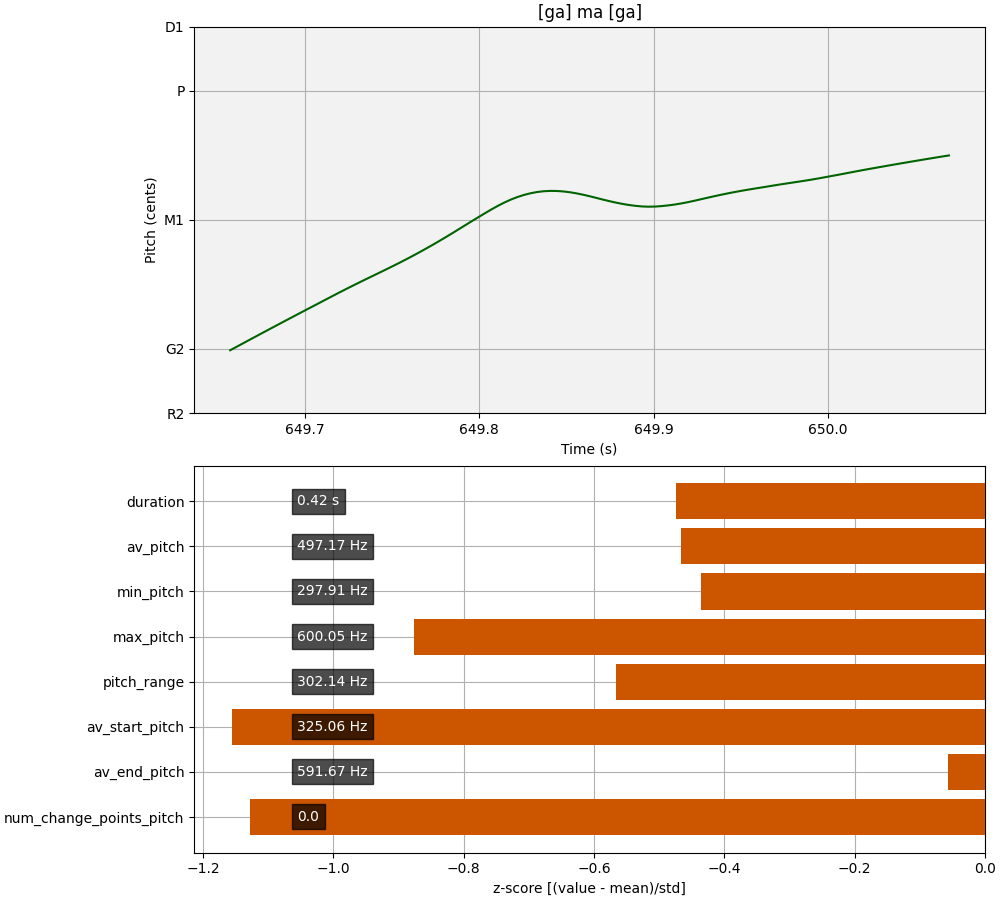 [ga] ma [ga]
D1
P
M1
G2
R2
Pitch (cents)
649.7 649.8 649.9 650.0
Time (s)
duration 0.42 s
av_pitch 497.17 Hz
min_pitch 297.91 Hz
max_pitch 600.05 Hz
pitch_range 302.14 Hz
av_start_pitch 325.06 Hz
av_end_pitch 591.67 Hz
num_change_points_pitch 0.0
−1.2 −1.0 −0.8 −0.6 −0.4 −0.2 0.0
z-score [(value - mean)/std]